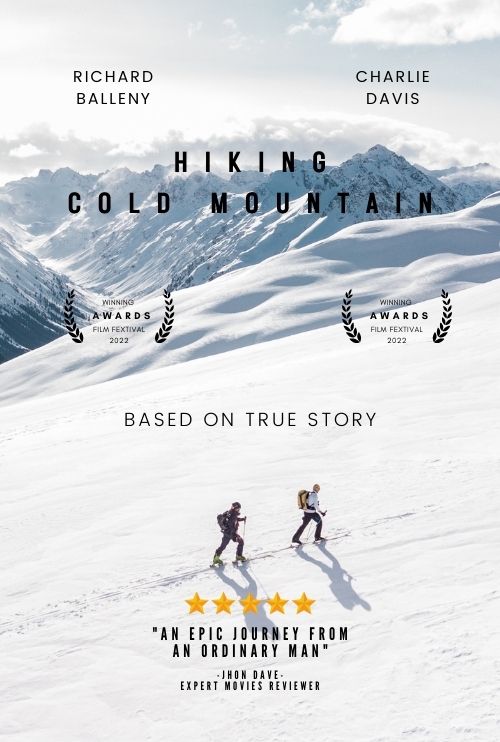 RICHARD
BALLENY
CHARLIE
DAVIS
HIKING
COLD MOUNTAIN
WINNING
AWARDS
FILM FEXTIVAL
2022
WINNING
AWARDS
FILM FEXTIVAL
2022
BASED ON TRUE STORY
"AN EPIC JOURNEY FROM
AN ORDINARY MAN"
-JHON DAVE-
EXPERT MOVIES REVIEWER